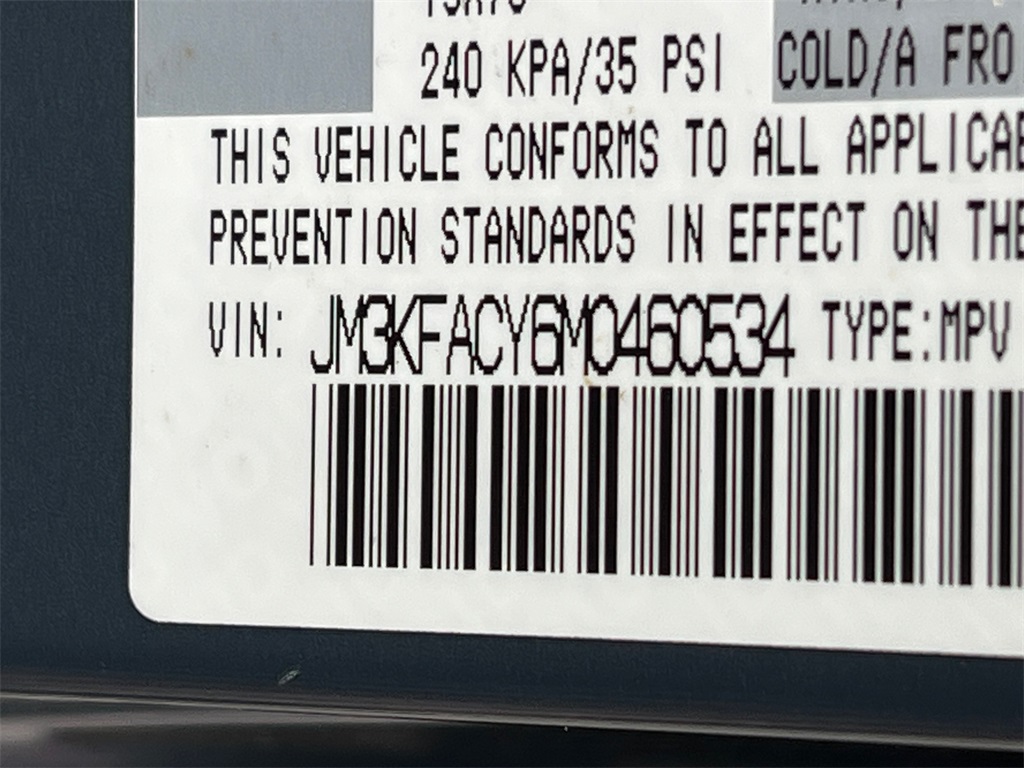 240 KPA/35 PSI COLD/A FRO
THIS VEHICLE CONFORMS TO ALL APPLICAB
PREVENTION STANDARDS IN EFFECT ON THE
VIN: JM3KFACY6M0460534 TYPE:MPV